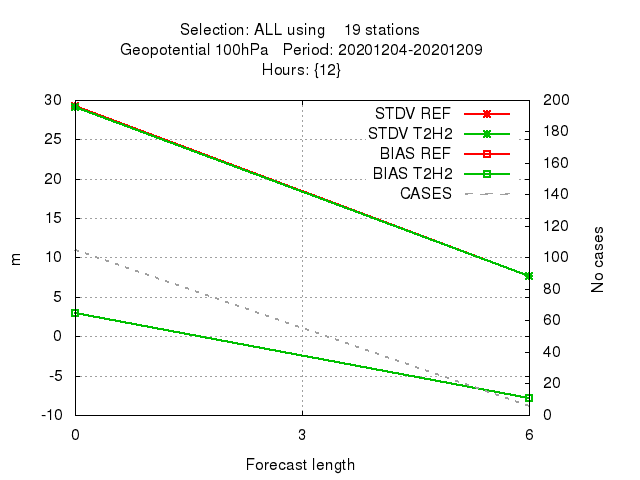 Selection: ALL using    19 stations
Geopotential 100hPa   Period: 20201204-20201209
Hours: {12}
30
25
20
15
10
5
0
-5
-10
m
STDV REF
STDV T2H2
BIAS REF
BIAS T2H2
CASES
200
180
160
140
120
100
80
60
40
20
0
No cases
0 3 6
Forecast length